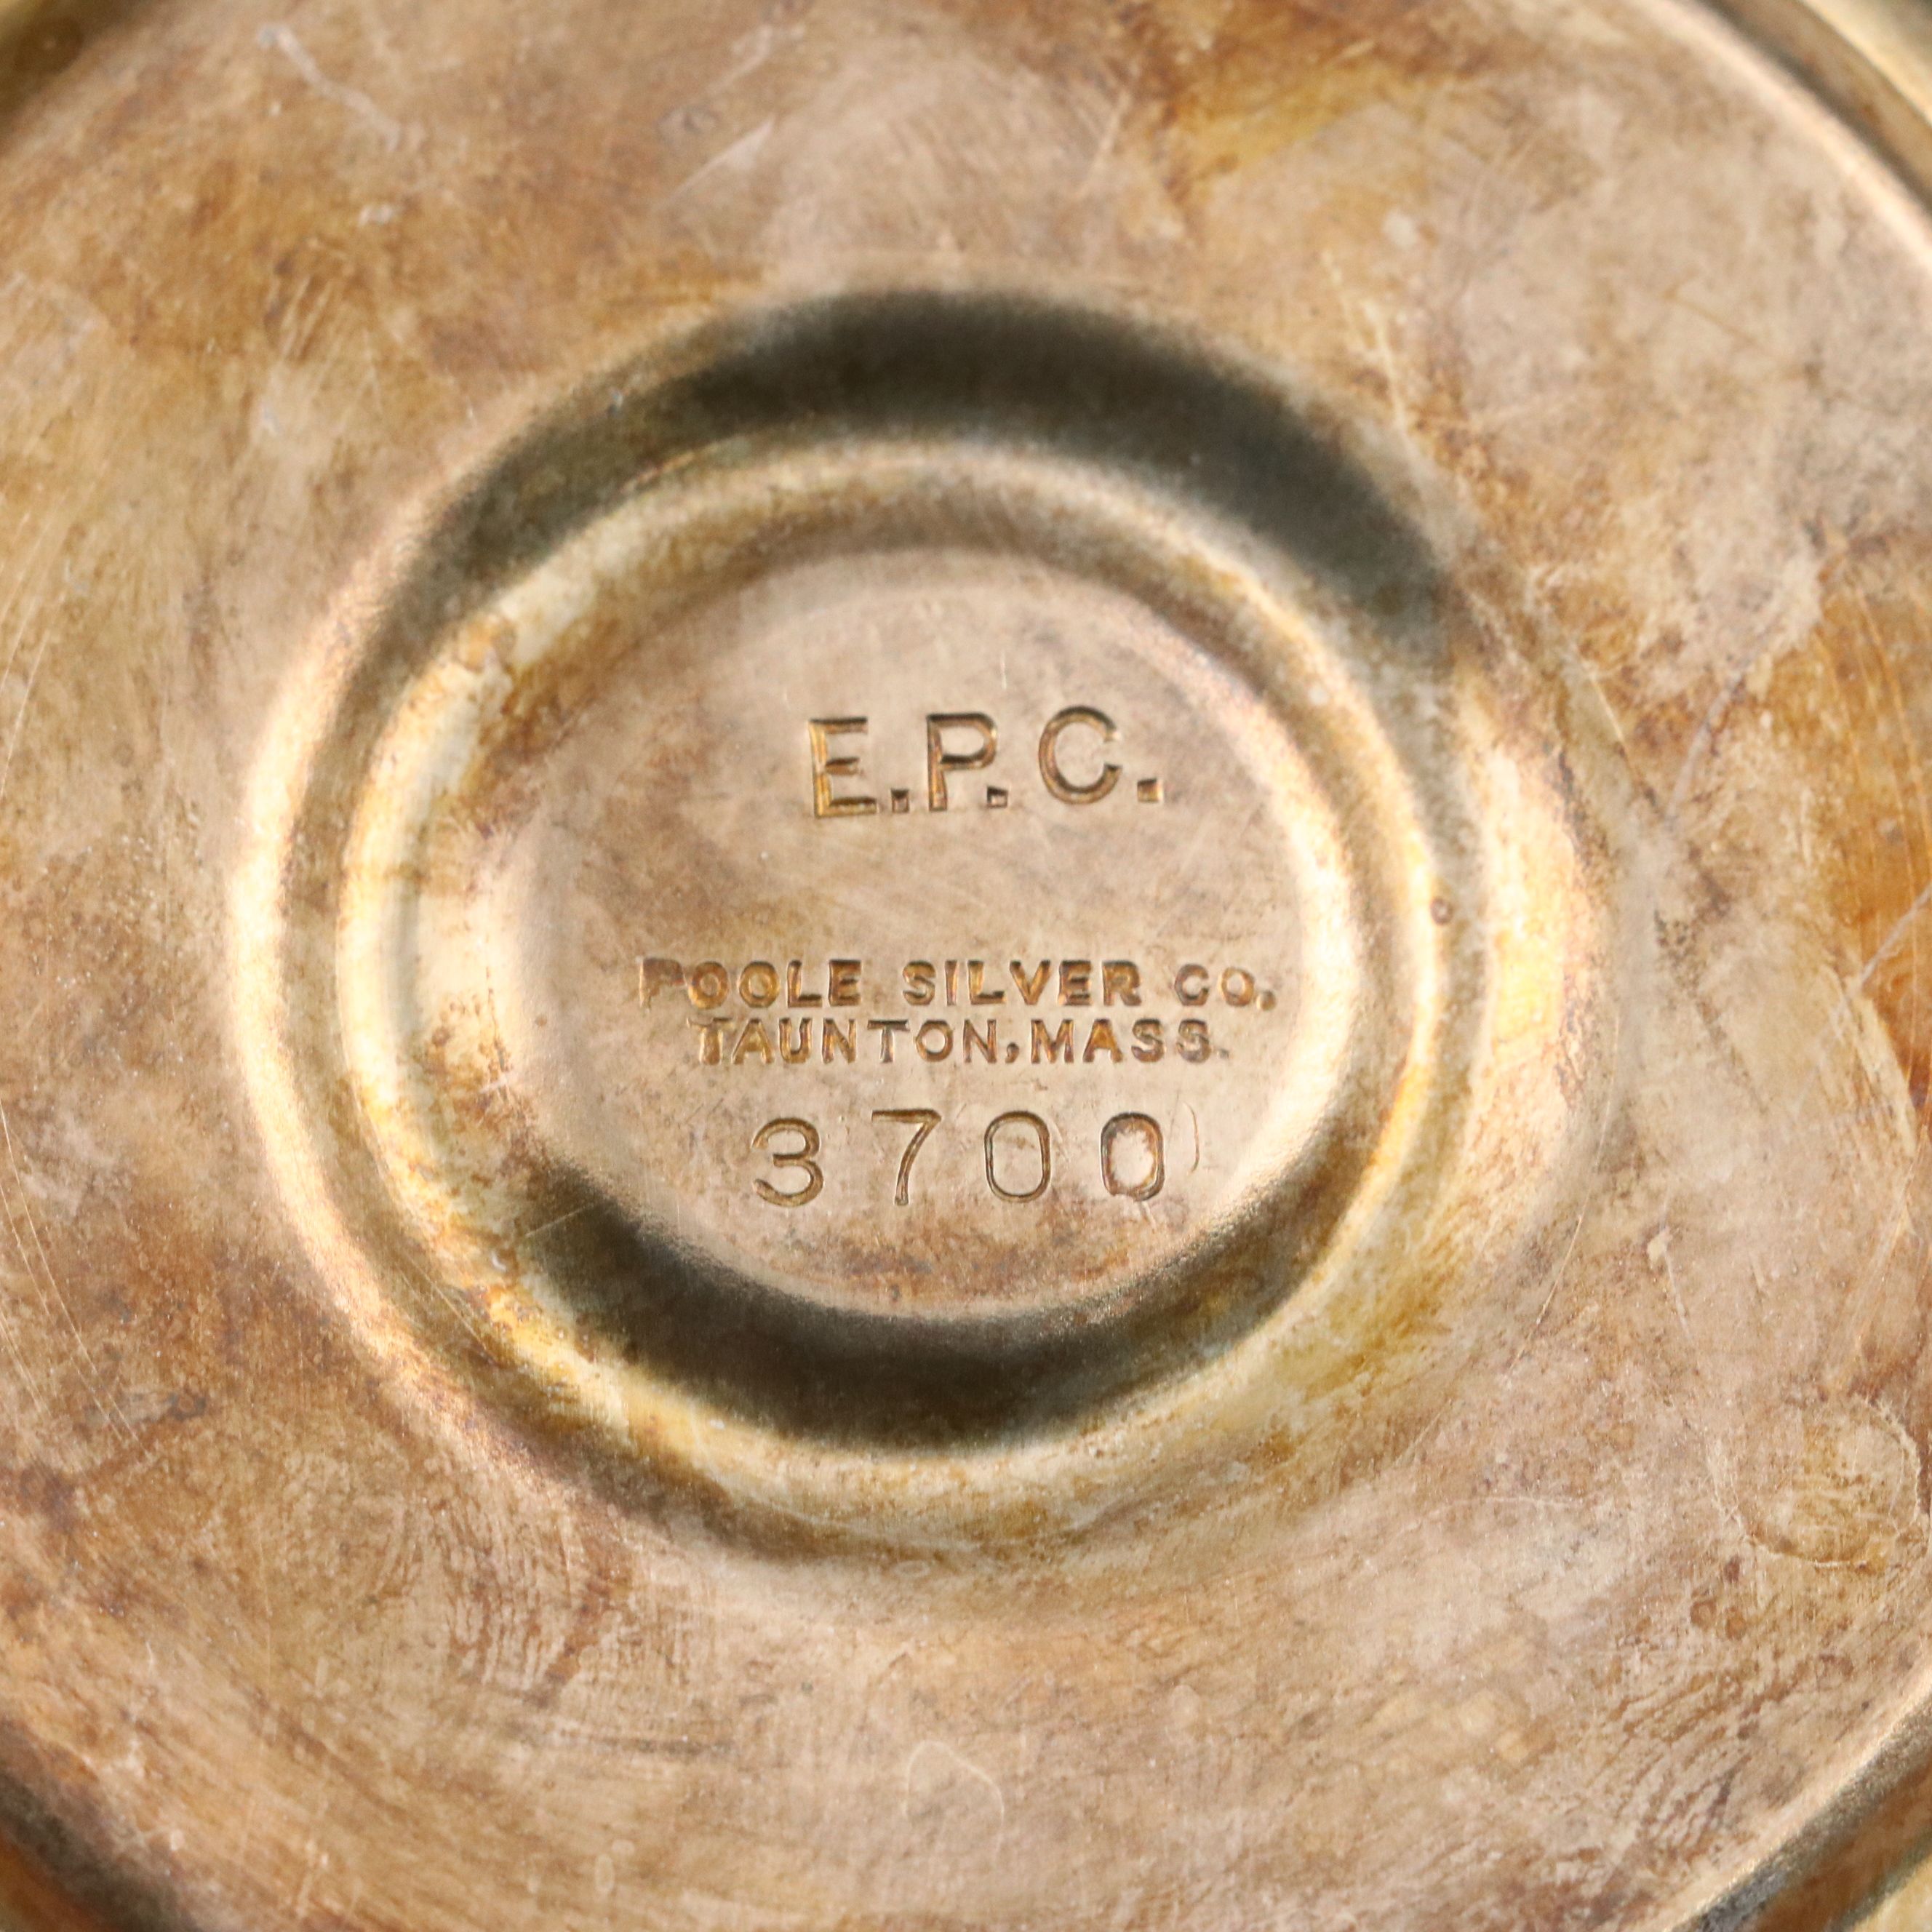 E.P.C.
POOLE SILVER CO.
TAUNTON, MASS.
3700